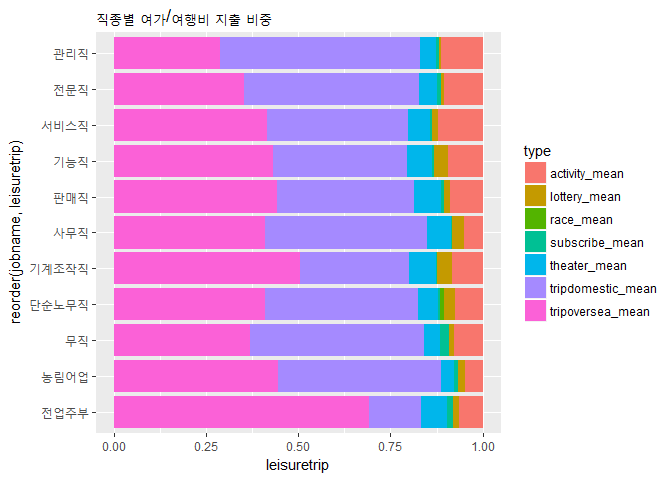 직종별 여가/여행비 지출 비중
reorder(jobname, leisuretrip)
관리직
전문직
서비스직
기능직
판매직
사무직
기계조작직
단순노무직
무직
농림어업
전업주부
0.00 0.25 0.50 0.75 1.00
leisuretrip
type
activity_mean
lottery_mean
race_mean
subscribe_mean
theater_mean
tripdomestic_mean
tripoversea_mean